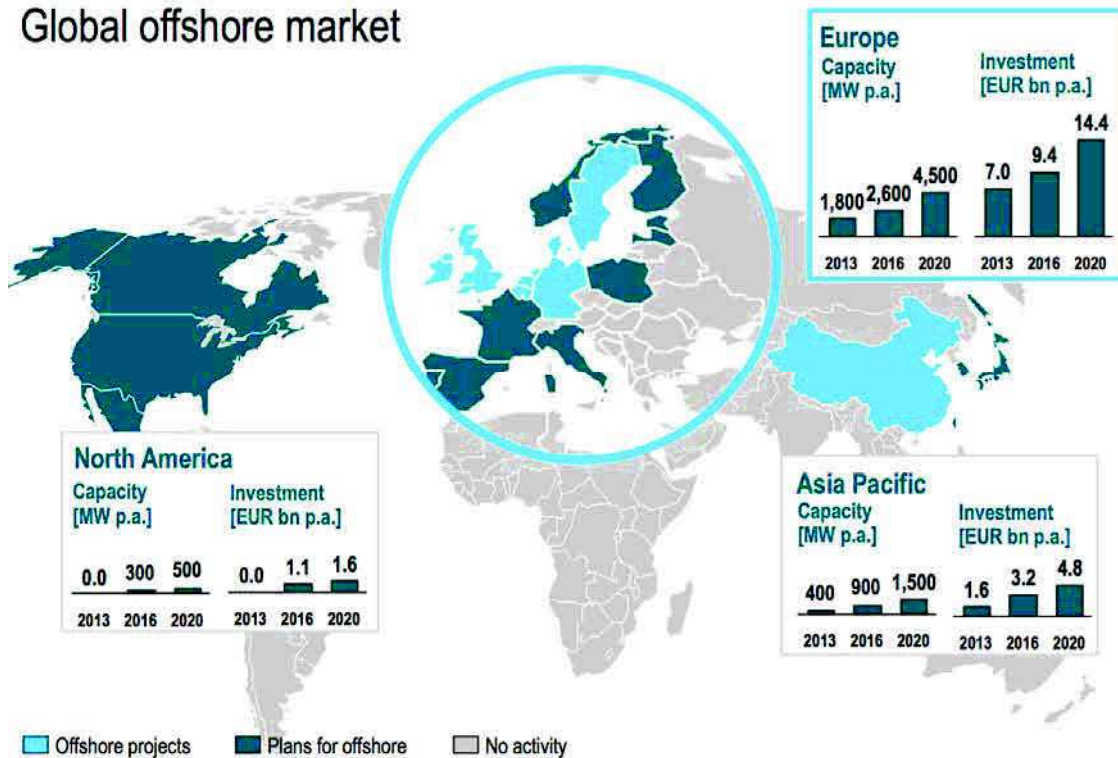 Global offshore market
Europe
Capacity Investment
[MW p.a.] [EUR bn p.a.]
1,800 2,600 4,500 7.0 9.4 14.4
2013 2016 2020 2013 2016 2020
North America
Capacity Investment
[MW p.a.] [EUR bn p.a.]
0.0 300 500 0.0 1.1 1.6
2013 2016 2020 2013 2016 2020
Asia Pacific
Capacity Investment
[MW p.a.] [EUR bn p.a.]
400 900 1,500 1.6 3.2 4.8
2013 2016 2020 2013 2016 2020
Offshore projects Plans for offshore No activity